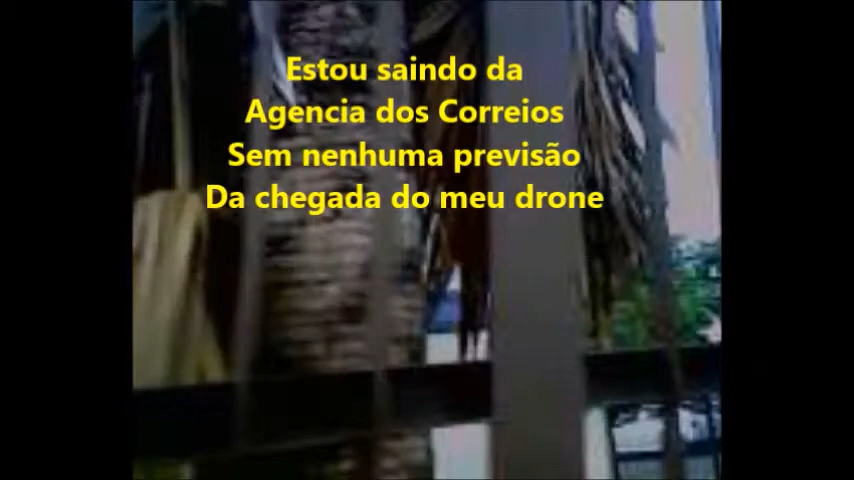 Estou saindo da
Agencia dos Correios
Sem nenhuma previsão
Da chegada do meu drone